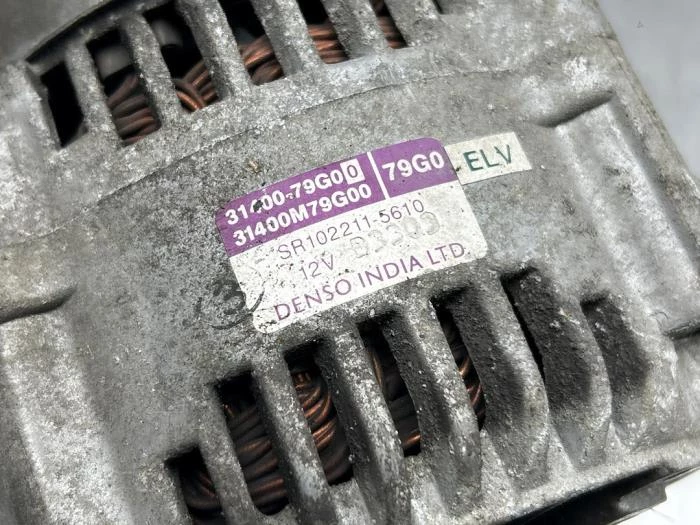 31400-79G00
31400M79G00
79G0
ELV
SR102211-5610
12V
DENSO INDIA LTD.